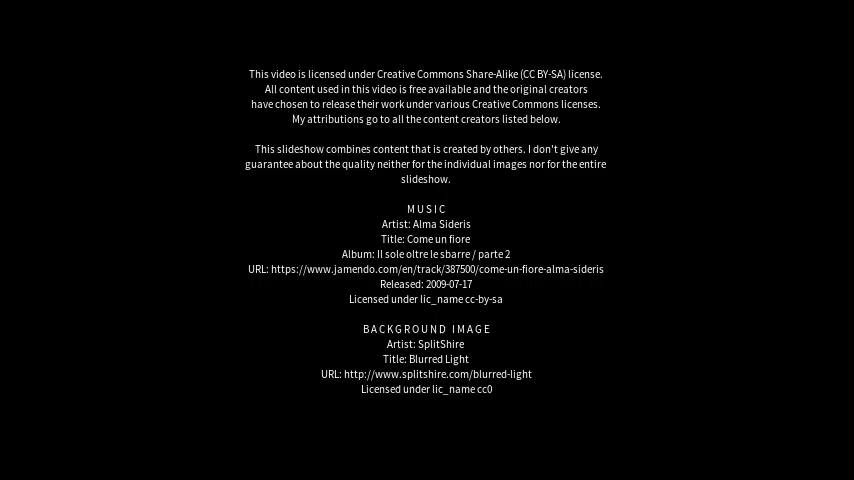 This video is licensed under Creative Commons Share-Alike (CC BY-SA) license.
All content used in this video is free available and the original creators
have chosen to release their work under various Creative Commons licenses.
My attributions go to all the content creators listed below.
This slideshow combines content that is created by others. I don't give any
guarantee about the quality neither for the individual images nor for the entire
slideshow.
MUSIC
Artist: Alma Sideris
Title: Come un fiore
Album: Il sole oltre le sbarre / parte 2
URL: https://www.jamendo.com/en/track/387500/come-un-fiore-alma-sideris
Released: 2009-07-17
Licensed under lic_name cc-by-sa
BACKGROUND IMAGE
Artist: SplitShire
Title: Blurred Light
URL: http://www.splitshire.com/blurred-light
Licensed under lic_name cc0